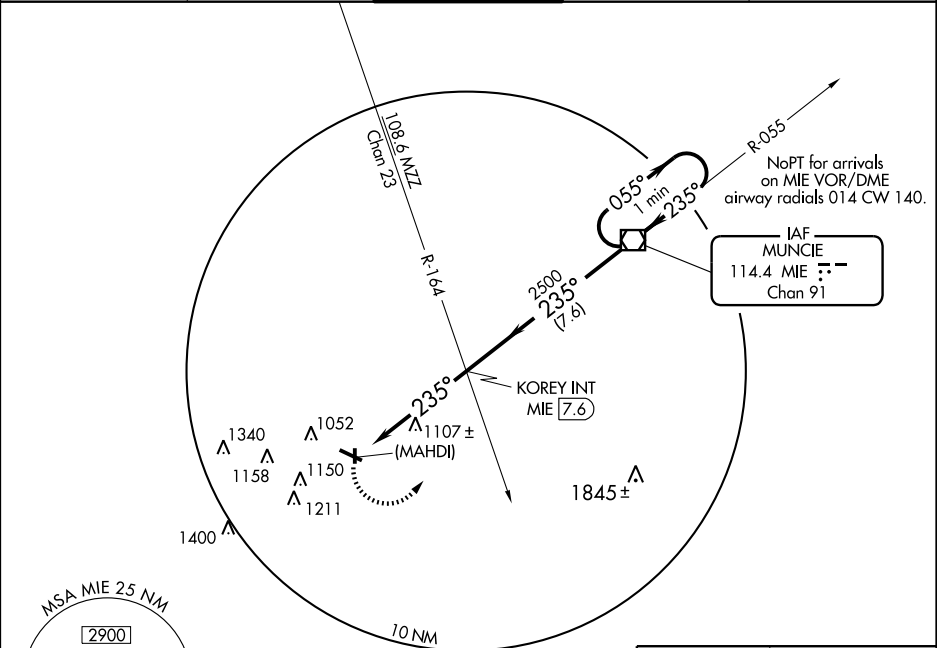 108.6 MZZ
Chan 23
R-055
NoPT for arrivals
on MIE VOR/DME
airway radials 014 CW 140.
055°
1 min
235°
IAF
MUNCIE
114.4 MIE
Chan 91
R-164
2500
235°
(7.6)
KOREY INT
MIE 7.6
235°
1340
1052
1107 ±
(MAHDI)
1158
1150
1211
1845 ±
1400
MSA MIE 25 NM
2900
10 NM